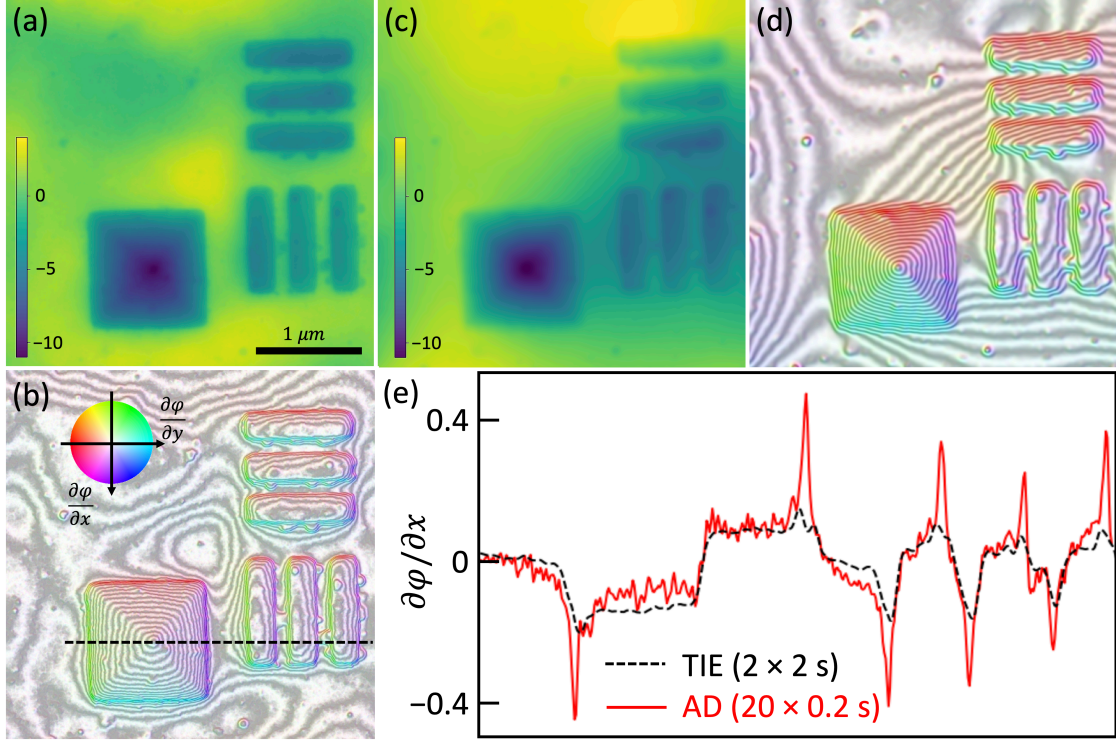 (a)
0
−5
−10
1 μm
(c)
0
−5
−10
(d)
(b)
∂φ/∂y
∂φ/∂x
(e)
0.4
0
−0.4
∂φ/∂x
TIE (2 × 2 s)
AD (20 × 0.2 s)